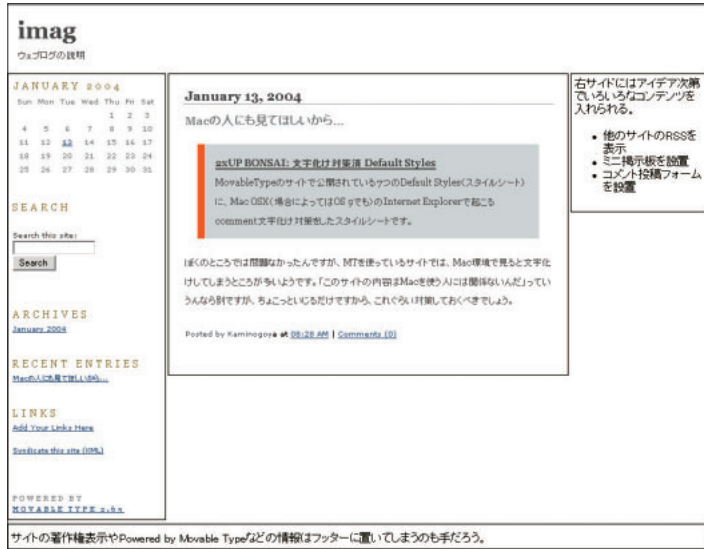 imag
ウェブログの説明
JANUARY 2004
Sun Mon Tue Wed Thu Fri Sat
1 2 3
4 5 6 7 8 9 10
11 12 13 14 15 16 17
18 19 20 21 22 23 24
25 26 27 28 29 30 31
SEARCH
Search this site:
Search
ARCHIVES
January 2004
RECENT ENTRIES
Macの人にも見てほしいから...
LINKS
Add Your Links Here
Syndicate this site (XML)
POWERED BY
MOVABLE TYPE 2.65
January 13, 2004
Macの人にも見てほしいから...
2xUP BONSAI: 文字化け対策済 Default Styles
MovableTypeのサイトで公開されている7つのDefault Styles(スタイルシート)
に、Mac OSX(場合によってはOS 9でも)のInternet Explorerで起こる
comment文字化け対策をしたスタイルシートです。
ぼくのところでは問題なかったんですが、MTを使っているサイトでは、Mac環境で見ると文字化
けしてしまうところが多いようです。「このサイトの内容はMacを使う人には関係ないんだ」ってい
うんなら別ですが、ちょこっといじるだけですから、これぐらい対策しておくべきでしょう。
Posted by Kaminogoya at 08:28 AM | Comments (0)
右サイドにはアイデア次第
でいろいろなコンテンツを
入れられる。
• 他のサイトのRSSを
表示
• ミニ掲示板を設置
• コメント投稿フォーム
を設置
サイトの著作権表示やPowered by Movable Typeなどの情報はフッターに置いてしまうのも手だろう。